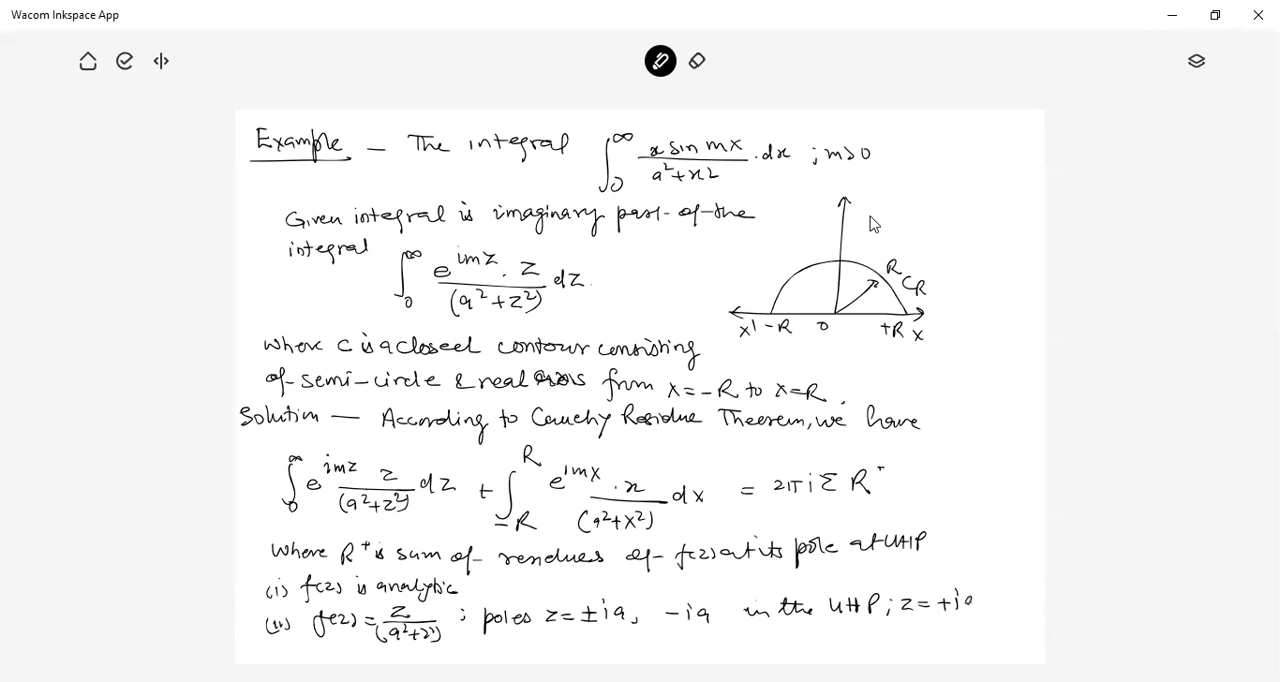 Wacom Inkspace App
Example – The integral ∫₀^∞ x sin mx / a²+x² .dx ; m>0
Given integral is imaginary part of the
integral ∫₀^∞ e^imz . z / (a²+z²) dz.
R CR
x' -R 0 +R x
where c is a closed contour consisting
of semi-circle & real axis from x=-R to x=R.
Solution — According to Cauchy Residue Theorem, we have
∫₀^∞ e^imz z / (a²+z²) dz + ∫_-R^R e^imx . x / (a²+x²) dx = 2πi Σ R⁺
where R⁺ is sum of residues of f(z) at its pole at UHP
(i) f(z) is analytic
(ii) f(z) = z / (a²+z²) ; poles z=±ia, -ia in the UHP; z=+ia